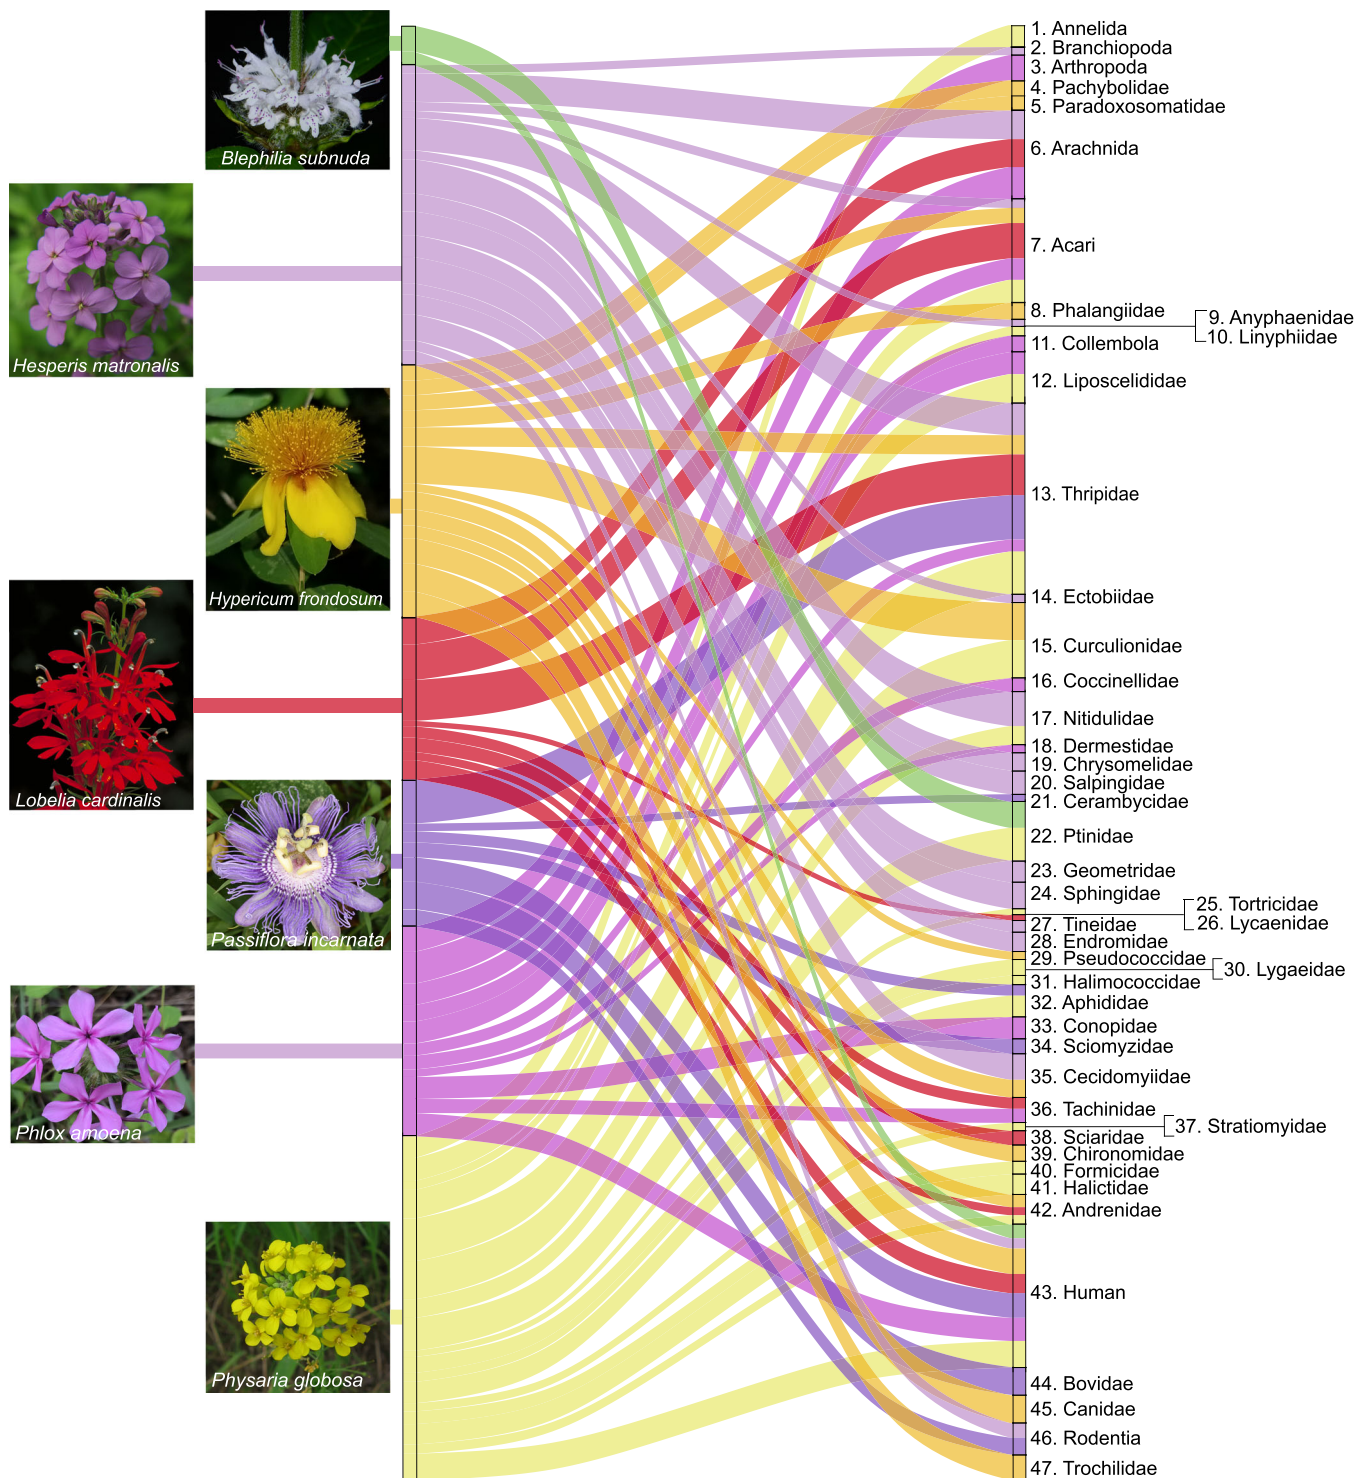 Blephilia subnuda
Hesperis matronalis
Hypericum frondosum
Lobelia cardinalis
Passiflora incarnata
Phlox amoena
Physaria globosa
1. Annelida
2. Branchiopoda
3. Arthropoda
4. Pachybolidae
5. Paradoxosomatidae
6. Arachnida
7. Acari
8. Phalangiidae
9. Anyphaenidae
10. Linyphiidae
11. Collembola
12. Liposcelididae
13. Thripidae
14. Ectobiidae
15. Curculionidae
16. Coccinellidae
17. Nitidulidae
18. Dermestidae
19. Chrysomelidae
20. Salpingidae
21. Cerambycidae
22. Ptinidae
23. Geometridae
24. Sphingidae
25. Tortricidae
26. Lycaenidae
27. Tineidae
28. Endromidae
29. Pseudococcidae
30. Lygaeidae
31. Halimococcidae
32. Aphididae
33. Conopidae
34. Sciomyzidae
35. Cecidomyiidae
36. Tachinidae
37. Stratiomyidae
38. Sciaridae
39. Chironomidae
40. Formicidae
41. Halictidae
42. Andrenidae
43. Human
44. Bovidae
45. Canidae
46. Rodentia
47. Trochilidae